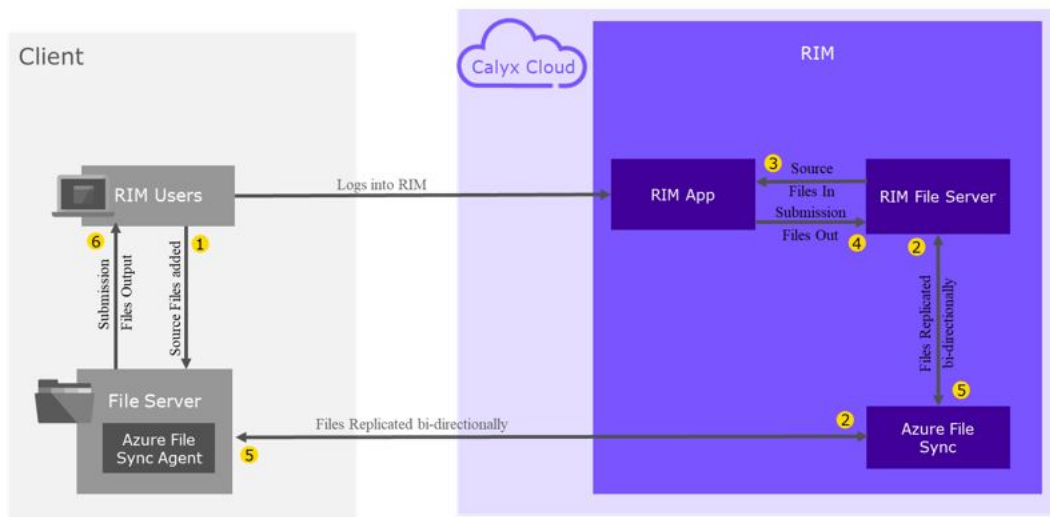 Client
Calyx Cloud
RIM
RIM Users
Logs into RIM
RIM App
3
Source
Files In
Submission
Files Out
4
RIM File Server
6
1
2
Submission
Files Output
Source Files added
Files Replicated
bi-directionally
File Server
Azure File
Sync Agent
5
Files Replicated bi-directionally
2
5
Azure File
Sync